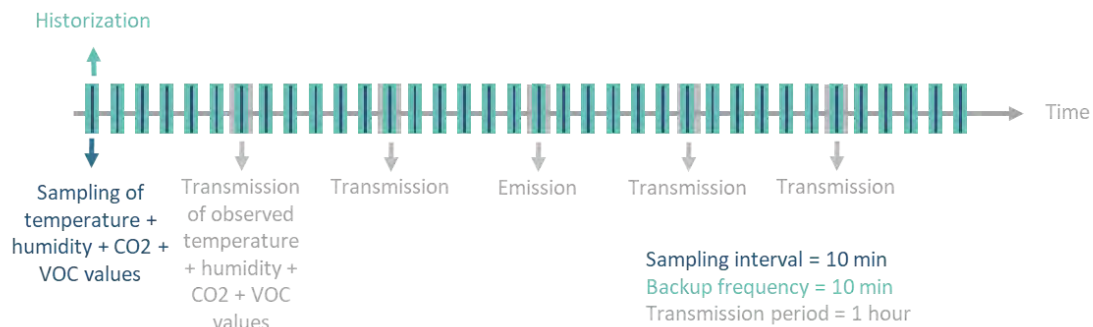 Historization
Time
Sampling of
temperature +
humidity + CO2 +
VOC values
Transmission
of observed
temperature
+ humidity +
CO2 + VOC
values
Transmission
Emission
Transmission
Transmission
Sampling interval = 10 min
Backup frequency = 10 min
Transmission period = 1 hour